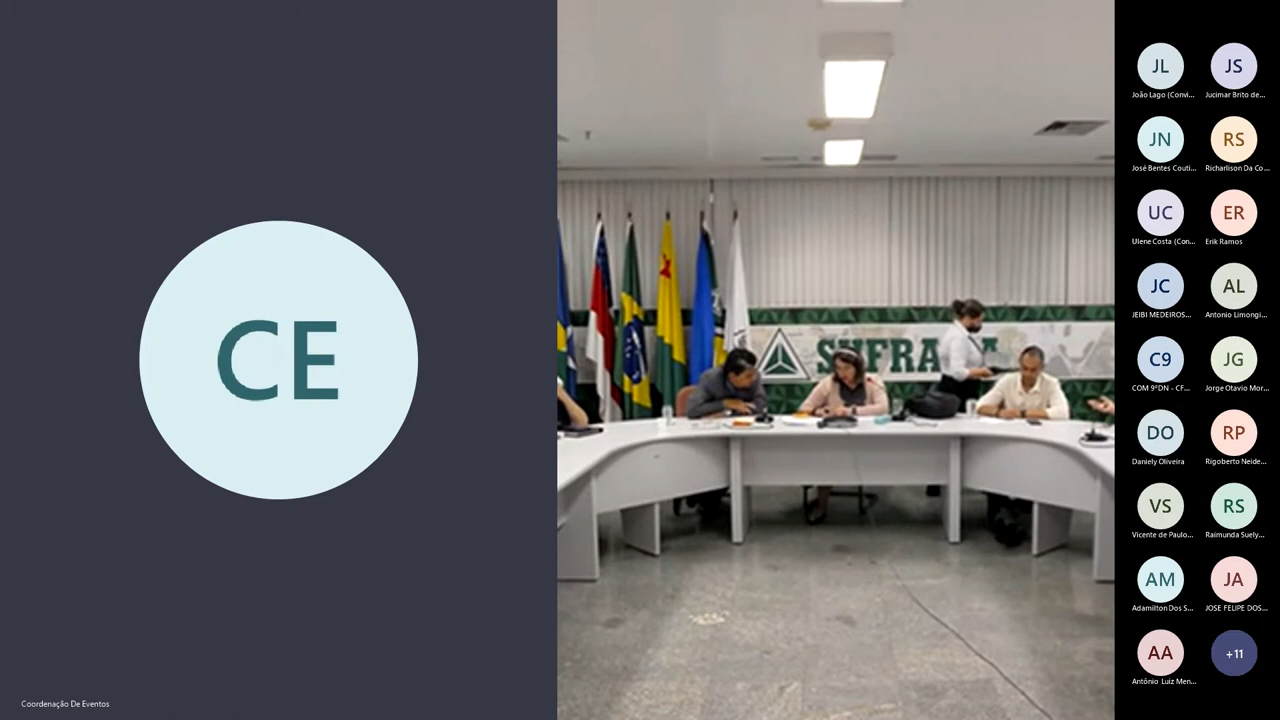 CE
Coordenação De Eventos
SUFRA
A
JL
João Lago (Convi...
JS
Jucimar Brito de...
JN
José Bentes Couti...
RS
Richarlison Da Co...
UC
Ulene Costa (Con...
ER
Erik Ramos
JC
JEIBI MEDEIROS...
AL
Antonio Limongi...
C9
COM 9ºDN - CF...
JG
Jorge Otavio Mor...
DO
Daniely Oliveira
RP
Rigoberto Neide...
VS
Vicente de Paulo...
RS
Raimunda Suely...
AM
Adamilton Dos S...
JA
JOSE FELIPE DOS...
AA
Antônio Luiz Men...
+11